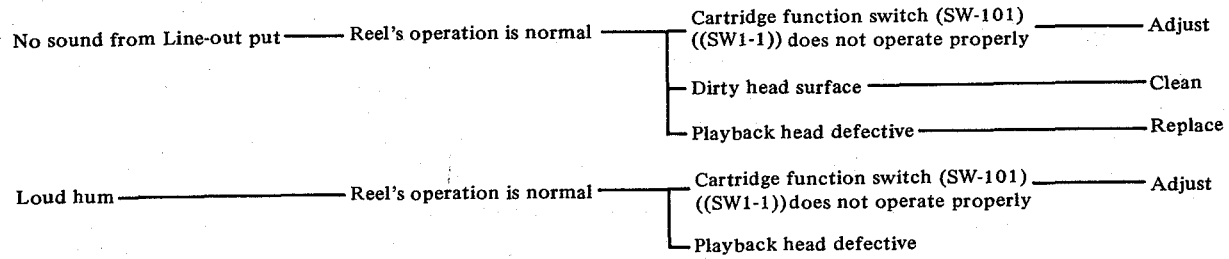 No sound from Line-out put Reel's operation is normal Cartridge function switch (SW-101) Adjust
((SW1-1)) does not operate properly
Dirty head surface Clean
Playback head defective Replace
Loud hum Reel's operation is normal Cartridge function switch (SW-101) Adjust
((SW1-1)) does not operate properly
Playback head defective